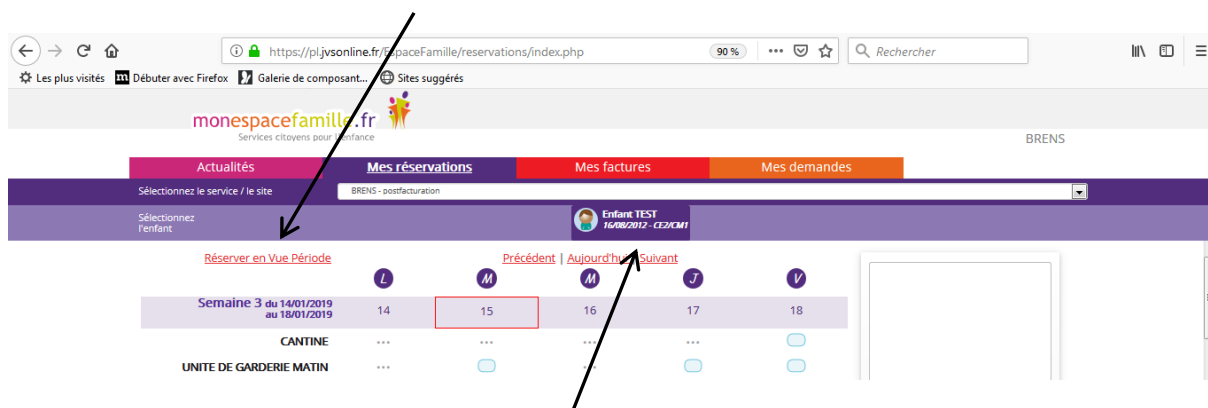 https://pl.jvsonline.fr/EspaceFamille/reservations/index.php 90 % Rechercher
Les plus visités Débuter avec Firefox Galerie de composant... Sites suggérés
monespacefamille.fr
Services citoyens pour l'enfance
BRENS
Actualités Mes réservations Mes factures Mes demandes
Sélectionnez le service / le site BRENS - postfacturation
Sélectionnez
l'enfant
Enfant TEST
16/08/2012 - CE2/CM1
Réserver en Vue Période Précédent | Aujourd'hui | Suivant
L M M J V
Semaine 3 du 14/01/2019
au 18/01/2019
14 15 16 17 18
CANTINE ... ... ... ...
UNITE DE GARDERIE MATIN ... ...